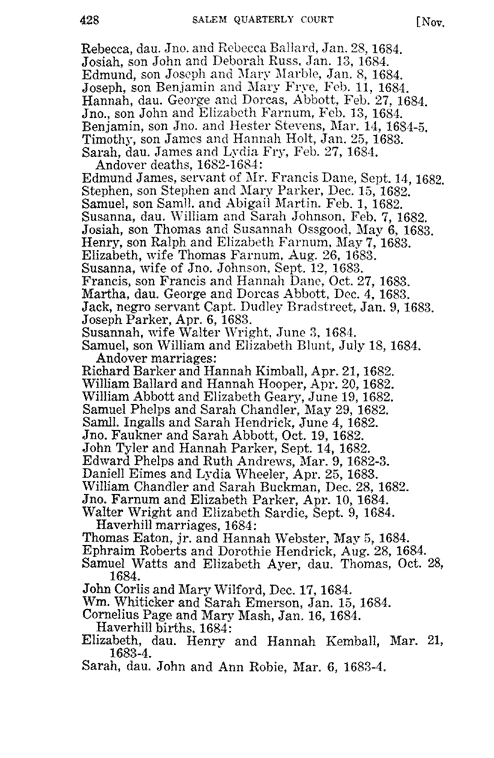 428 SALEM QUARTERLY COURT [Nov.
Rebecca, dau. Jno. and Rebecca Ballard, Jan. 28, 1684.
Josiah, son John and Deborah Russ, Jan. 13, 1684.
Edmund, son Joseph and Mary Marble, Jan. 8, 1684.
Joseph, son Benjamin and Mary Frye, Feb. 11, 1684.
Hannah, dau. George and Dorcas, Abbott, Feb. 27, 1684.
Jno., son John and Elizabeth Farnum, Feb. 13, 1684.
Benjamin, son Jno. and Hester Stevens, Mar. 14, 1684-5.
Timothy, son James and Hannah Holt, Jan. 25, 1683.
Sarah, dau. James and Lydia Fry, Feb. 27, 1684.
Andover deaths, 1682-1684:
Edmund James, servant of Mr. Francis Dane, Sept. 14, 1682.
Stephen, son Stephen and Mary Parker, Dec. 15, 1682.
Samuel, son Samll. and Abigail Martin. Feb. 1, 1682.
Susanna, dau. William and Sarah Johnson, Feb. 7, 1682.
Josiah, son Thomas and Susannah Ossgood, May 6, 1683.
Henry, son Ralph and Elizabeth Farnum, May 7, 1683.
Elizabeth, wife Thomas Farnum, Aug. 26, 1683.
Susanna, wife of Jno. Johnson, Sept. 12, 1683.
Francis, son Francis and Hannah Dane, Oct. 27, 1683.
Martha, dau. George and Dorcas Abbott, Dec. 4, 1683.
Jack, negro servant Capt. Dudley Bradstreet, Jan. 9, 1683.
Joseph Parker, Apr. 6, 1683.
Susannah, wife Walter Wright, June 3, 1684.
Samuel, son William and Elizabeth Blunt, July 18, 1684.
Andover marriages:
Richard Barker and Hannah Kimball, Apr. 21, 1682.
William Ballard and Hannah Hooper, Apr. 20, 1682.
William Abbott and Elizabeth Geary, June 19, 1682.
Samuel Phelps and Sarah Chandler, May 29, 1682.
Samll. Ingalls and Sarah Hendrick, June 4, 1682.
Jno. Faukner and Sarah Abbott, Oct. 19, 1682.
John Tyler and Hannah Parker, Sept. 14, 1682.
Edward Phelps and Ruth Andrews, Mar. 9, 1682-3.
Daniell Eimes and Lydia Wheeler, Apr. 25, 1683.
William Chandler and Sarah Buckman, Dec. 28, 1682.
Jno. Farnum and Elizabeth Parker, Apr. 10, 1684.
Walter Wright and Elizabeth Sardie, Sept. 9, 1684.
Haverhill marriages, 1684:
Thomas Eaton, jr. and Hannah Webster, May 5, 1684.
Ephraim Roberts and Dorothie Hendrick, Aug. 28, 1684.
Samuel Watts and Elizabeth Ayer, dau. Thomas, Oct. 28,
1684.
John Corlis and Mary Wilford, Dec. 17, 1684.
Wm. Whiticker and Sarah Emerson, Jan. 15, 1684.
Cornelius Page and Mary Mash, Jan. 16, 1684.
Haverhill births, 1684:
Elizabeth, dau. Henry and Hannah Kemball, Mar. 21,
1683-4.
Sarah, dau. John and Ann Robie, Mar. 6, 1683-4.